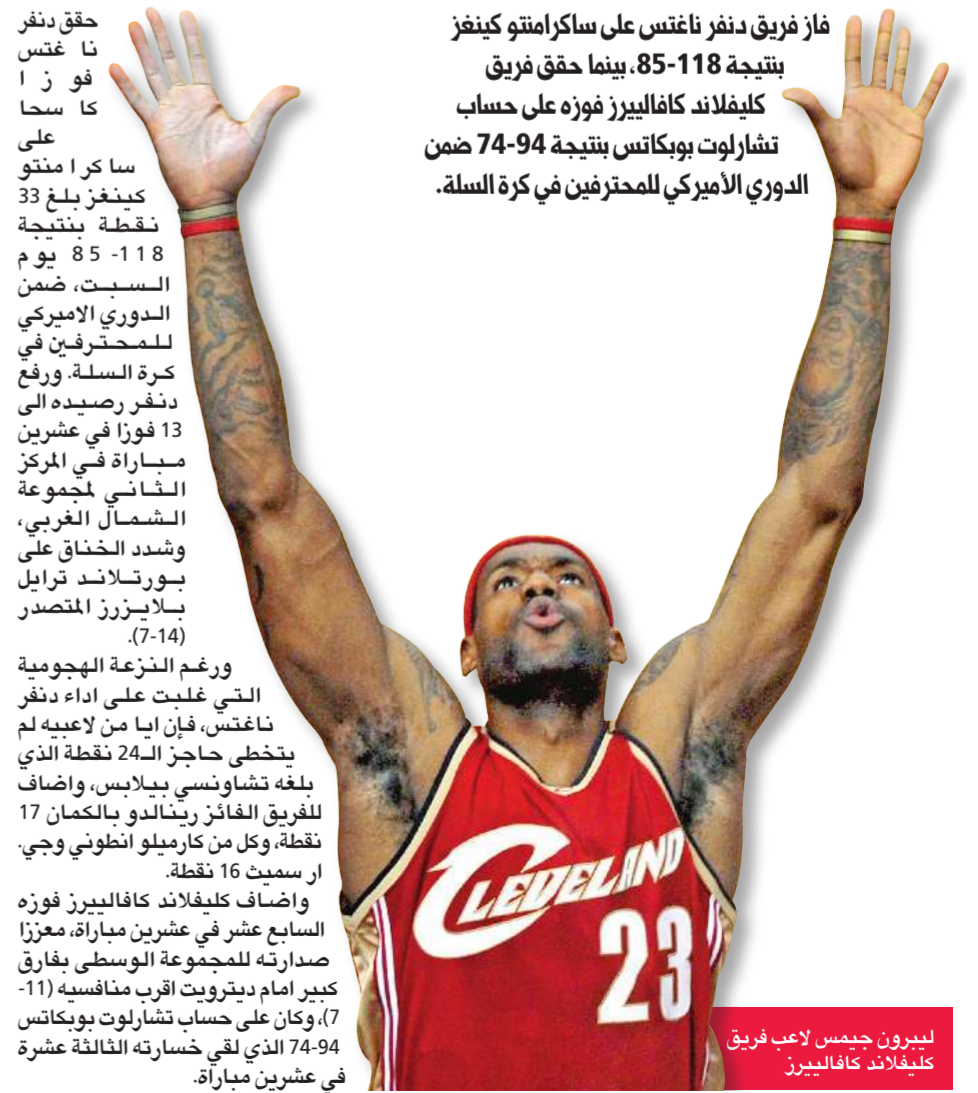 فاز فريق دنفر ناغتس على ساكرامنتو كينغز
بنتيجة 118-85، بينما حقق فريق
كليفلاند كافالييرز فوزه على حساب
تشارلوت بوبكاتس بنتيجة 94-74 ضمن
الدوري الأميركي للمحترفين في كرة السلة.
حقق دنفر
ناغتس
فوزا
كاسحا
على
ساكرامنتو
كينغز بلغ 33
نقطة بنتيجة
118-85 يوم
السبت، ضمن
الدوري الاميركي
للمحترفين في
كرة السلة. ورفع
دنفر رصيده الى
13 فوزا في عشرين
مباراة في المركز
الثاني لمجموعة
الشمال الغربي،
وشدد الخناق على
بورتلاند ترايل
بلايزرز المتصدر
(14-7).
ورغم النزعة الهجومية
التي غلبت على اداء دنفر
ناغتس، فإن ايا من لاعبيه لم
يتخطى حاجز الـ24 نقطة الذي
بلغه تشاونسي بيلابس، واضاف
للفريق الفائز رينالدو بالكمان 17
نقطة، وكل من كارميلو انطوني وجي.
ار سميث 16 نقطة.
واضاف كليفلاند كافالييرز فوزه
السابع عشر في عشرين مباراة، معززا
صدارته للمجموعة الوسطى بفارق
كبير امام ديترويت اقرب منافسيه (11-
7)، وكان على حساب تشارلوت بوبكاتس
94-74 الذي لقي خسارته الثالثة عشرة
في عشرين مباراة.
CLEVELAND
23
ليبرون جيمس لاعب فريق
كليفلاند كافالييرز